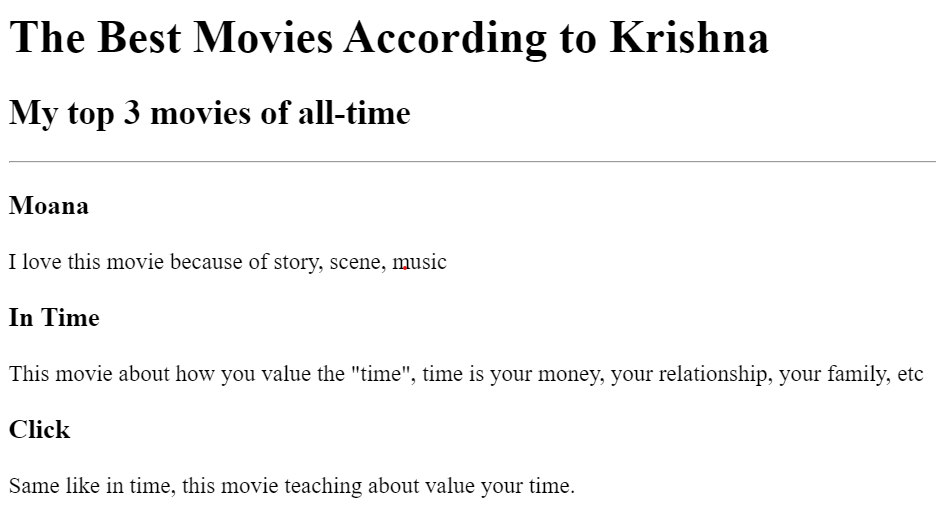 The Best Movies According to Krishna
My top 3 movies of all-time
Moana
I love this movie because of story, scene, music
In Time
This movie about how you value the "time", time is your money, your relationship, your family, etc
Click
Same like in time, this movie teaching about value your time.